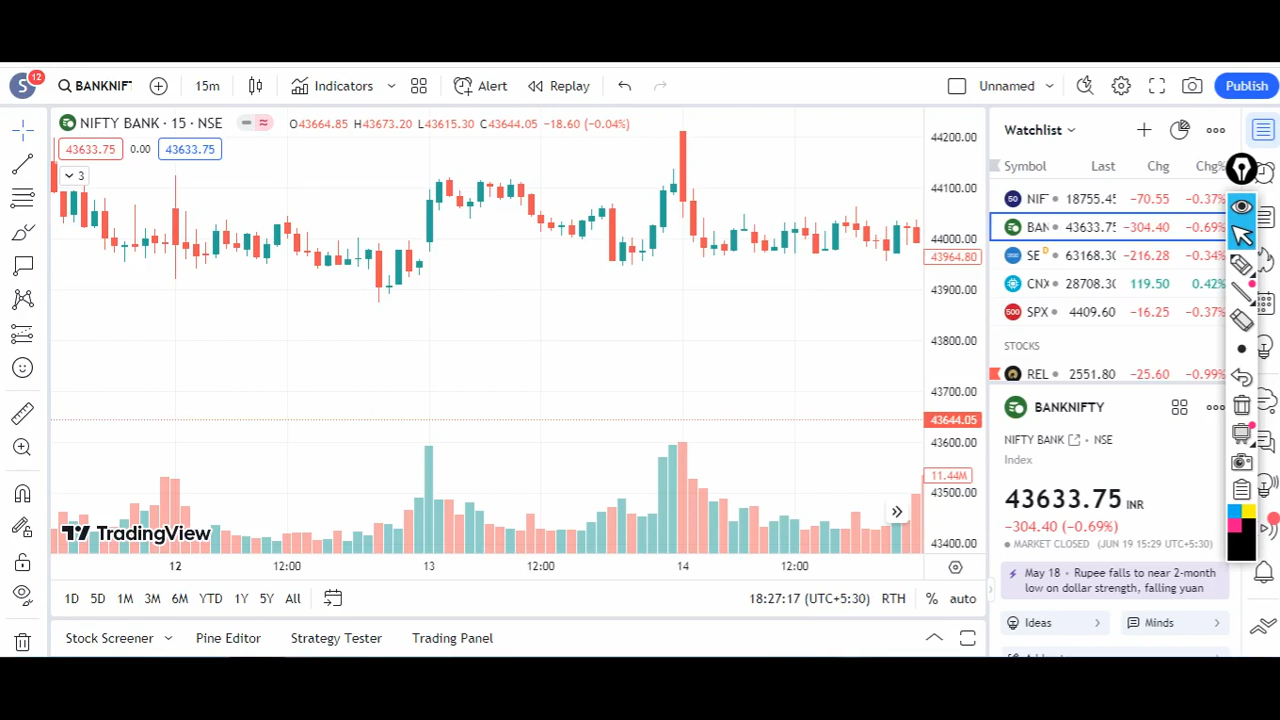 S 12 BANKNIFT 15m Indicators Alert Replay Unnamed Publish
NIFTY BANK · 15 · NSE O43664.85 H43673.20 L43615.30 C43644.05 −18.60 (−0.04%)
43633.75 0.00 43633.75
3
44200.00
44100.00
44000.00
43964.80
43900.00
43800.00
43700.00
43644.05
43600.00
11.44M
43500.00
43400.00
TradingView
12 12:00 13 12:00 14 12:00
1D 5D 1M 3M 6M YTD 1Y 5Y All 18:27:17 (UTC+5:30) RTH % auto
Stock Screener Pine Editor Strategy Tester Trading Panel
Watchlist
Symbol Last Chg Chg%
50 NIF 18755.45 −70.55 −0.37%
BAN 43633.75 −304.40 −0.69%
SE D 63168.30 −216.28 −0.34%
CNX 28708.30 119.50 0.42%
500 SPX 4409.60 −16.25 −0.37%
STOCKS
REL 2551.80 −25.60 −0.99%
BANKNIFTY
NIFTY BANK · NSE
Index
43633.75 INR
−304.40 (−0.69%)
MARKET CLOSED (JUN 19 15:29 UTC+5:30)
May 18 • Rupee falls to near 2-month
low on dollar strength, falling yuan
Ideas Minds